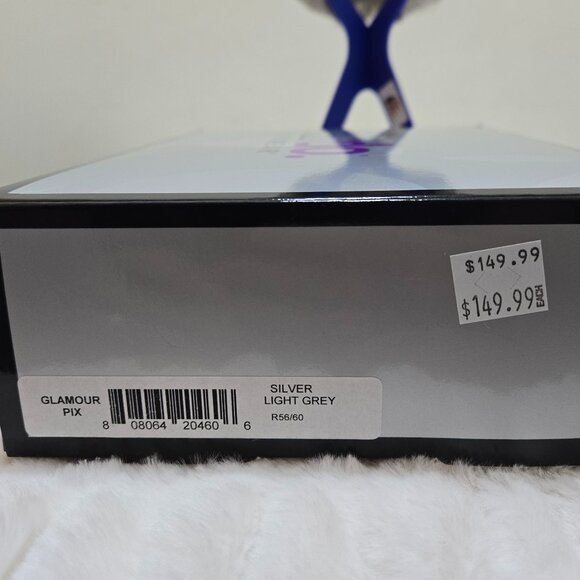 $149.99
$149.99 EACH
GLAMOUR
PIX
8 08064 20460 6
SILVER
LIGHT GREY
R56/60